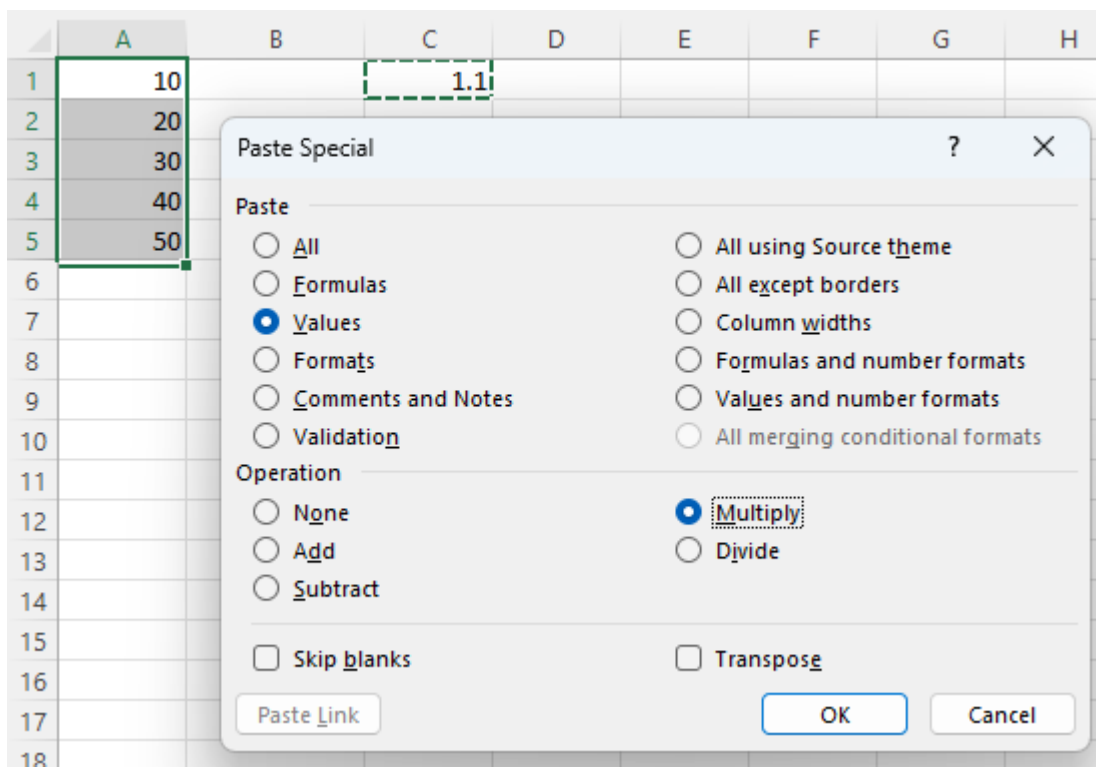 A B C D E F G H
1 10 1.1
2 20
Paste Special ? ×
3 30
4 40
Paste
5 50
All All using Source theme
6 Formulas All except borders
7 Values Column widths
8 Formats Formulas and number formats
9 Comments and Notes Values and number formats
10 Validation All merging conditional formats
11 Operation
12 None Multiply
13 Add Divide
14 Subtract
15 Skip blanks Transpose
16
17 Paste Link OK Cancel
18